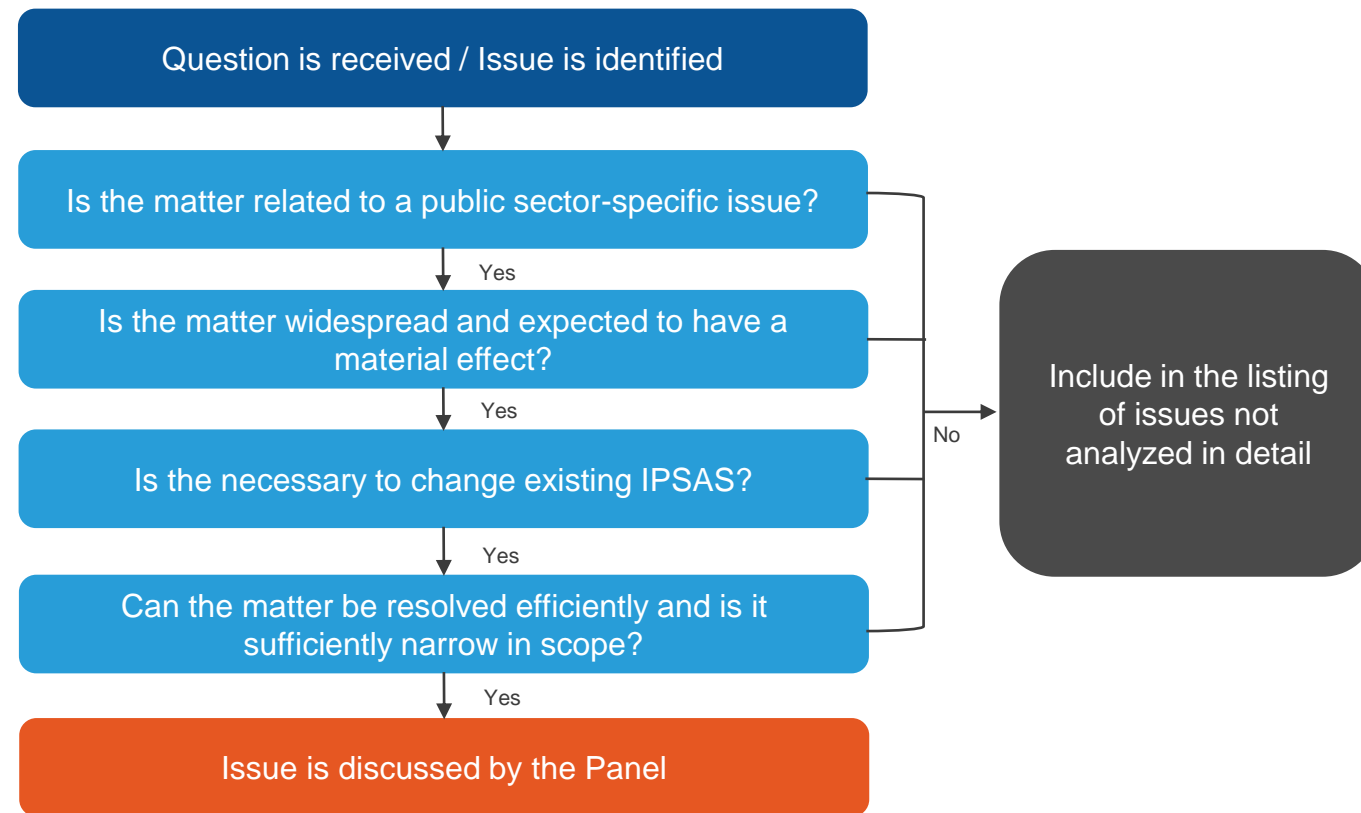 Question is received / Issue is identified
Is the matter related to a public sector-specific issue?
Yes
Is the matter widespread and expected to have a
material effect?
Yes
Is the necessary to change existing IPSAS?
Yes
Can the matter be resolved efficiently and is it
sufficiently narrow in scope?
Yes
Issue is discussed by the Panel
No
Include in the listing
of issues not
analyzed in detail